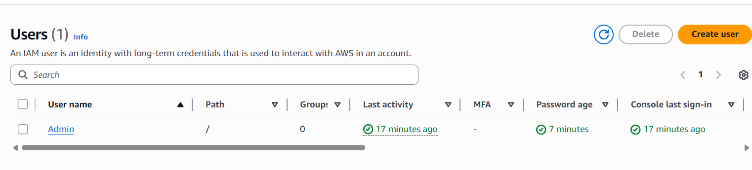 Users (1) Info
Delete
Create user
An IAM user is an identity with long-term credentials that is used to interact with AWS in an account.
Search
1
User name Path Groups Last activity MFA Password age Console last sign-in
Admin / 0 17 minutes ago - 7 minutes 17 minutes ago